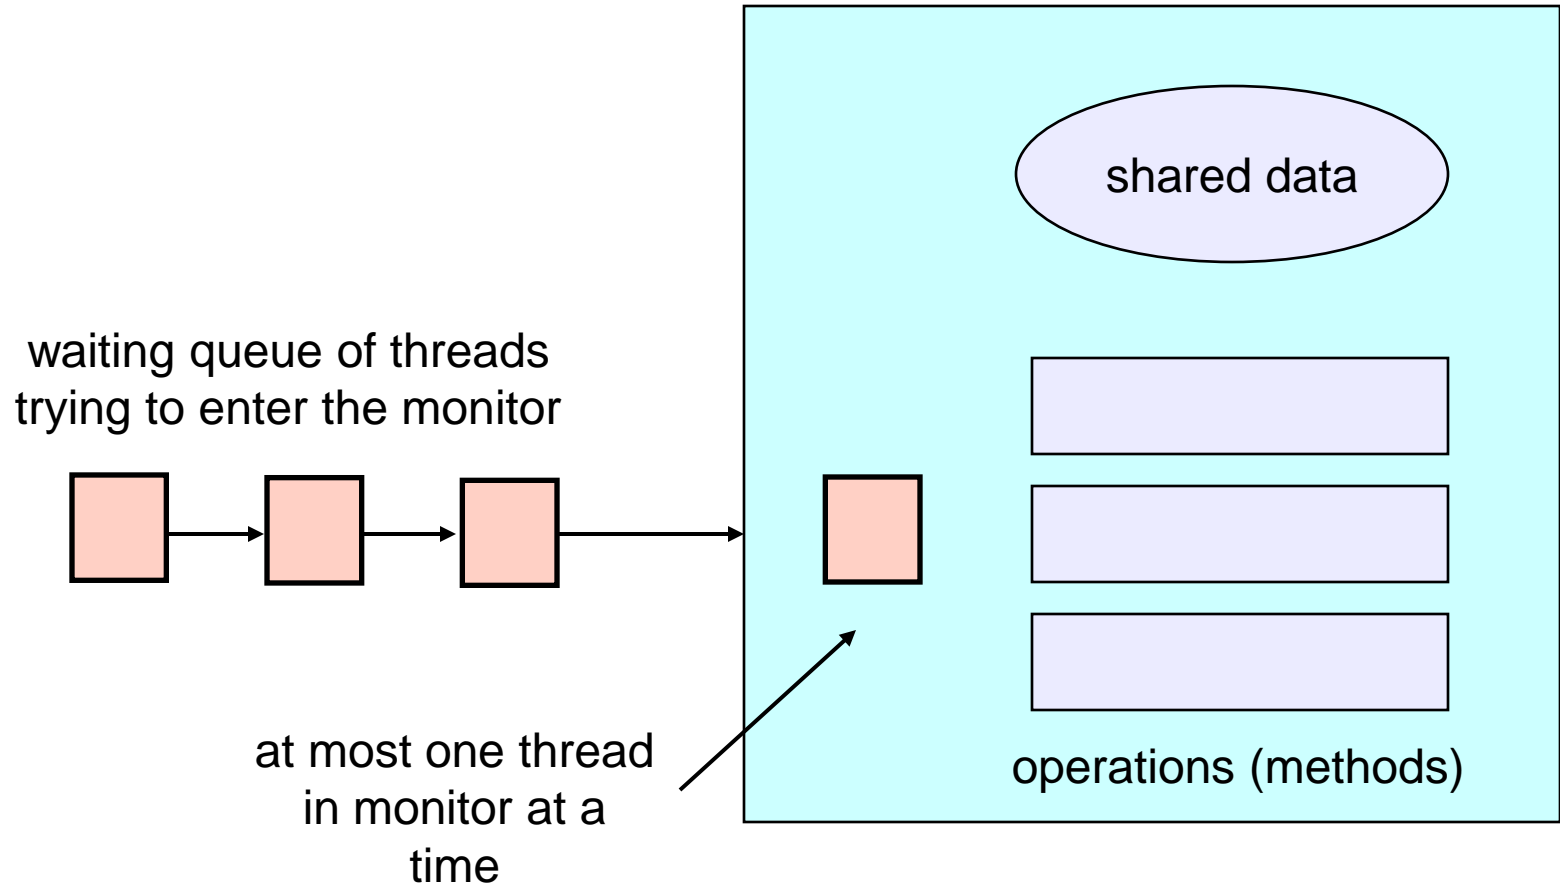 shared data
waiting queue of threads
trying to enter the monitor
at most one thread
in monitor at a
time
operations (methods)